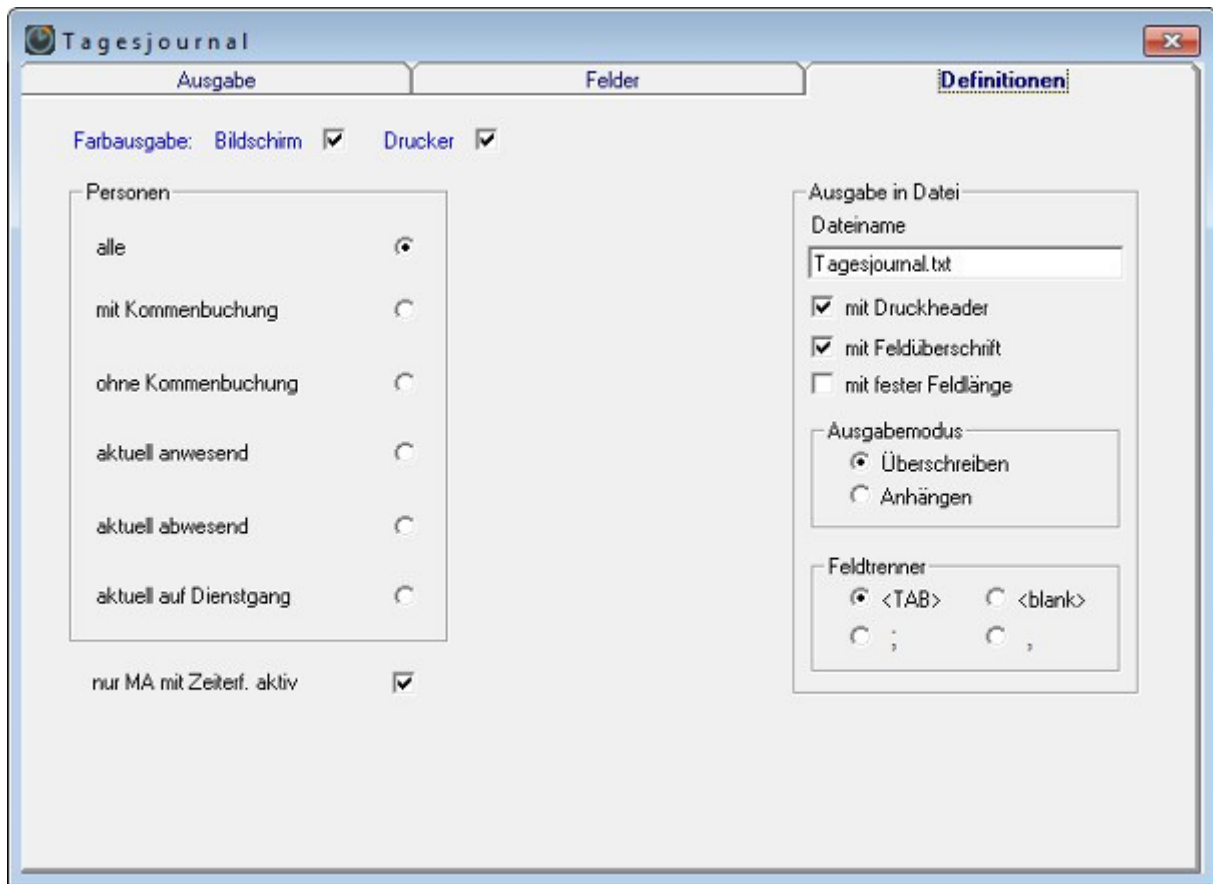 Tagesjournal
Ausgabe Felder Definitionen
Farbausgabe: Bildschirm Drucker
Personen
alle
mit Kommenbuchung
ohne Kommenbuchung
aktuell anwesend
aktuell abwesend
aktuell auf Dienstgang
nur MA mit Zeiterf. aktiv
Ausgabe in Datei
Dateiname
Tagesjournal.txt
mit Druckheader
mit Feldüberschrift
mit fester Feldlänge
Ausgabemodus
Überschreiben
Anhängen
Feldtrenner
<TAB> <blank>
; ,